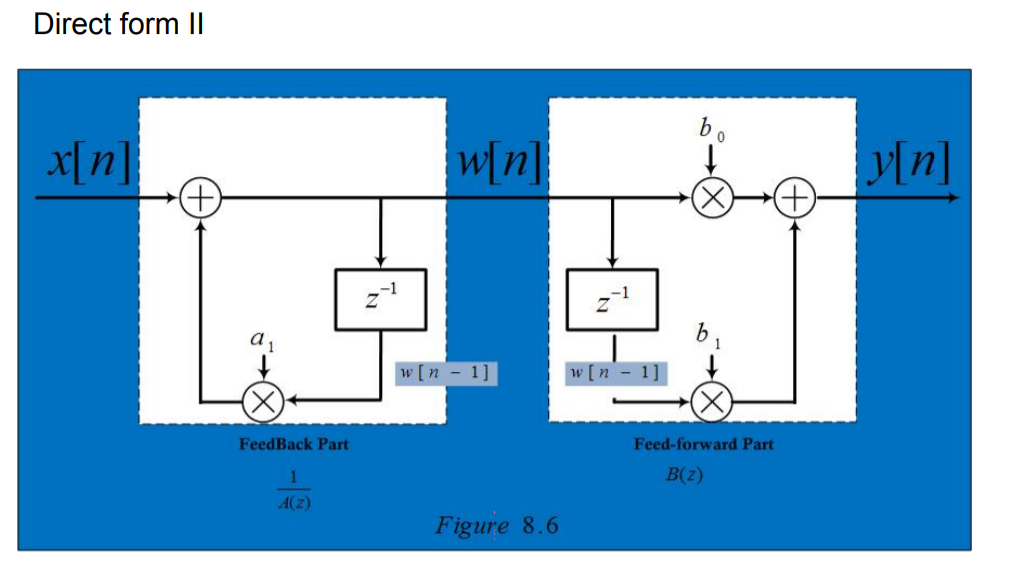 Direct form II
x[n]
w[n]
y[n]
b₀
+
×
+
z⁻¹
z⁻¹
a₁
b₁
w [n − 1]
w [n − 1]
×
×
FeedBack Part
Feed-forward Part
1
A(z)
B(z)
Figure 8.6